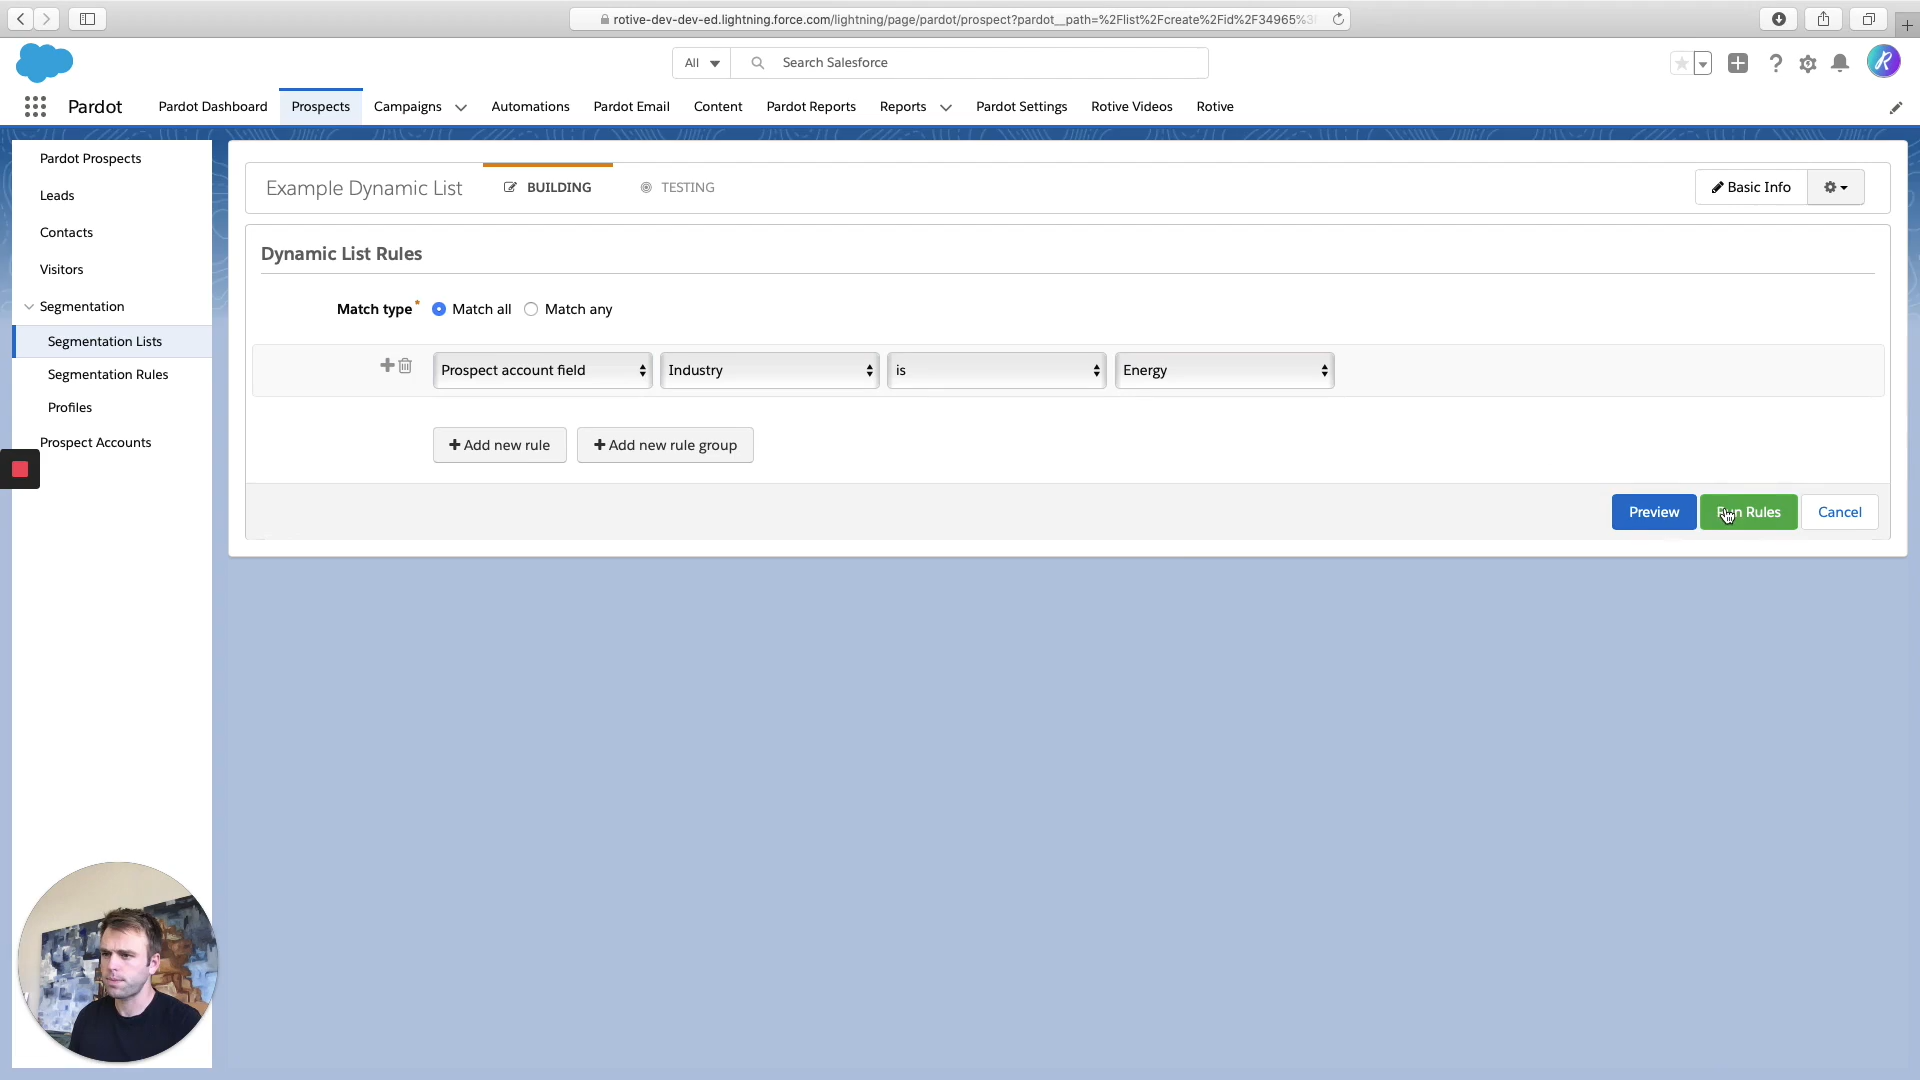 rotive-dev-dev-ed.lightning.force.com/lightning/page/pardot/prospect?pardot__path=%2Flist%2Fcreate%2Fid%2F34965%3
All
Search Salesforce
Pardot
Pardot Dashboard
Prospects
Campaigns
Automations
Pardot Email
Content
Pardot Reports
Reports
Pardot Settings
Rotive Videos
Rotive
Pardot Prospects
Leads
Contacts
Visitors
Segmentation
Segmentation Lists
Segmentation Rules
Profiles
Prospect Accounts
Example Dynamic List
BUILDING
TESTING
Basic Info
Dynamic List Rules
Match type* Match all Match any
Prospect account field
Industry
is
Energy
+ Add new rule
+ Add new rule group
Preview
Rules
Cancel